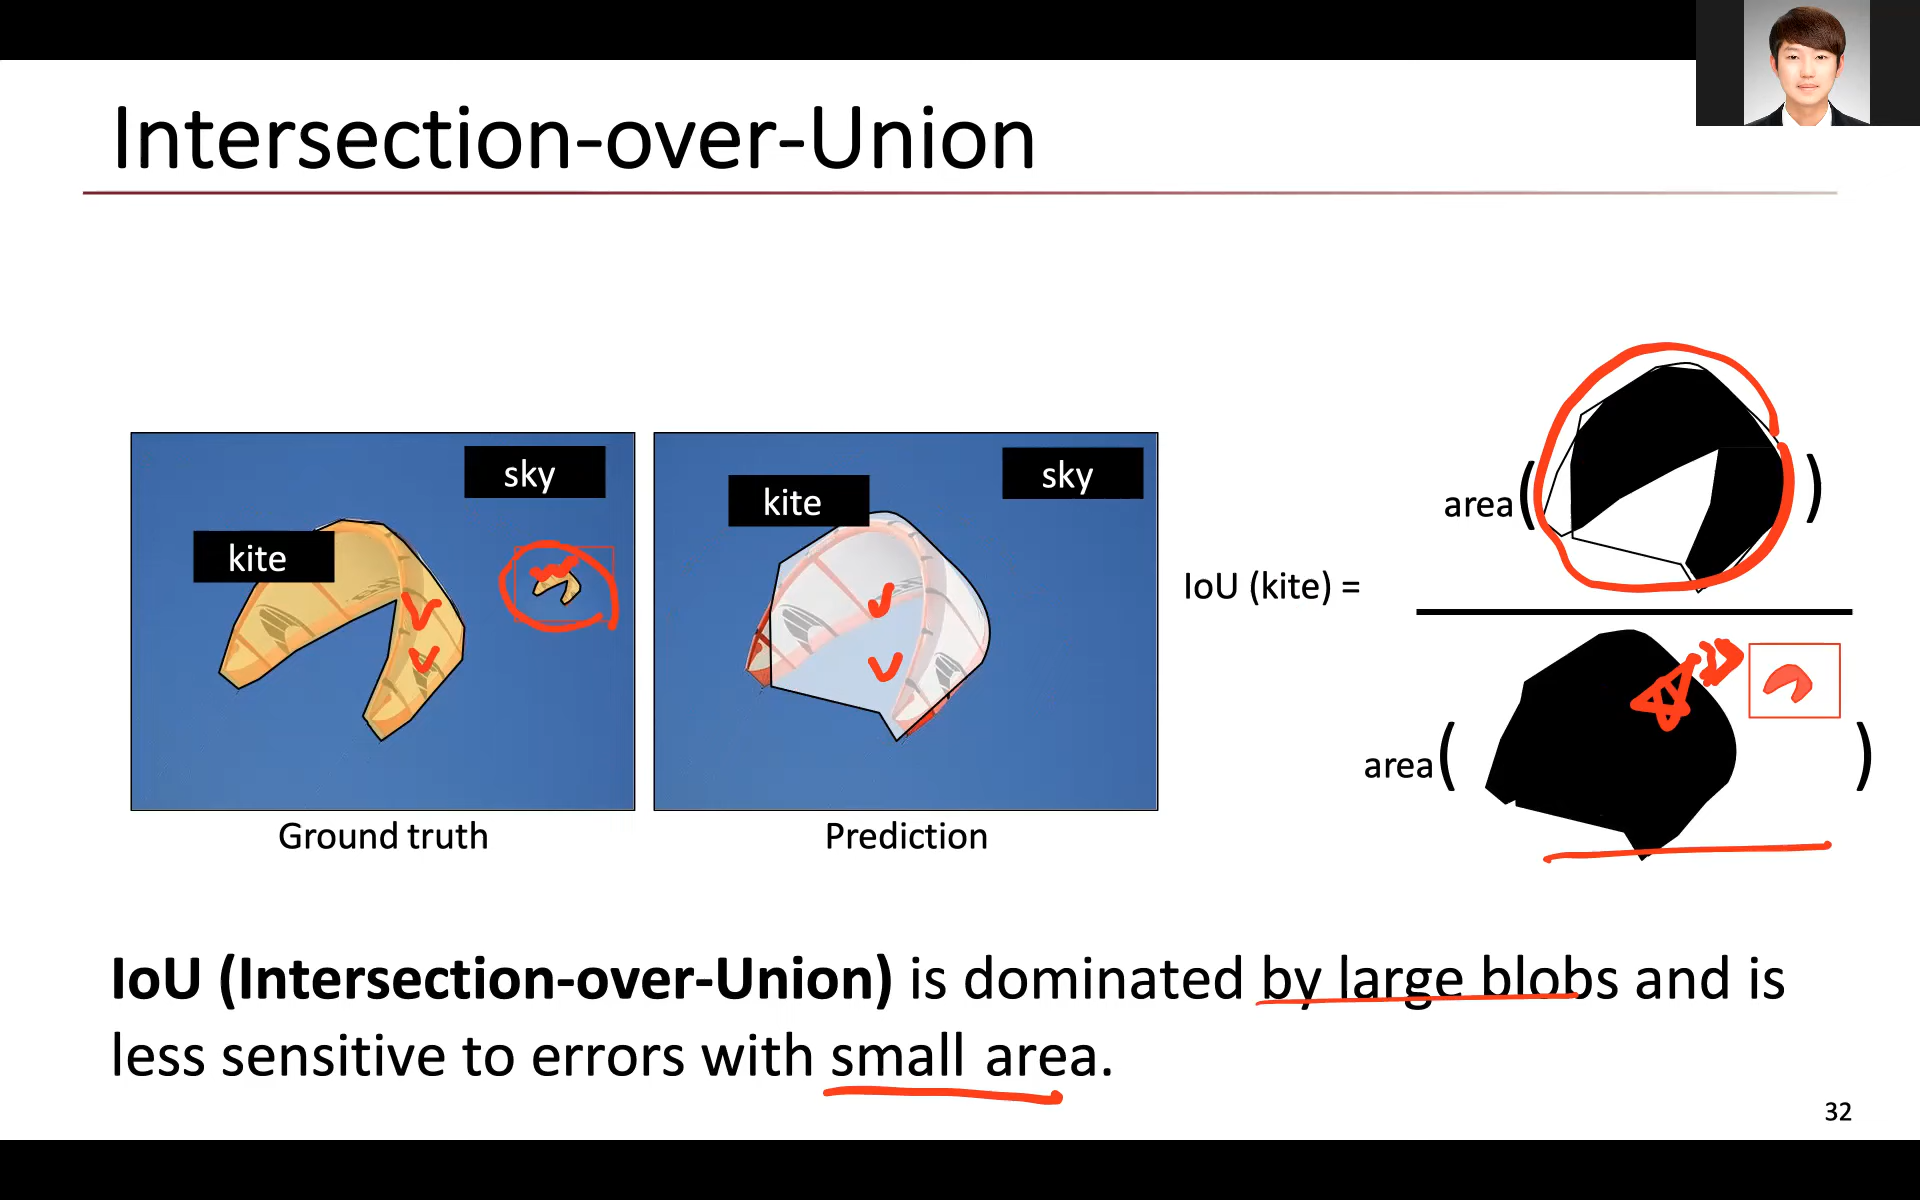 Intersection-over-Union
sky
kite
Ground truth
sky
kite
Prediction
IoU (kite) =
area( )
area( )
IoU (Intersection-over-Union) is dominated by large blobs and is
less sensitive to errors with small area.
32